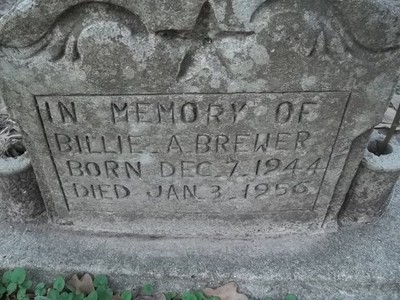 IN MEMORY OF
BILLIE A. BREWER
BORN DEC. 7. 1944
DIED JAN. 3. 1956